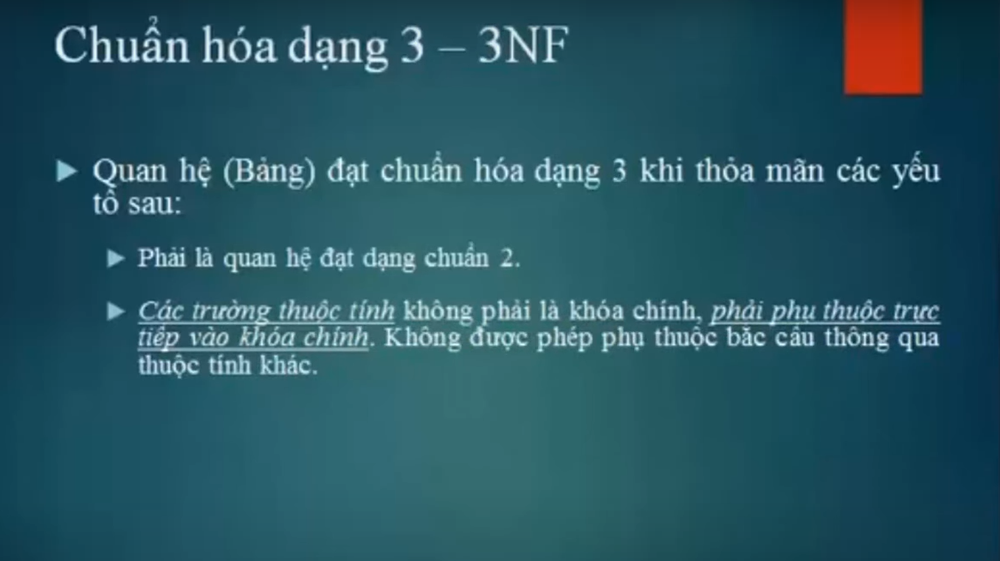 Chuẩn hóa dạng 3 – 3NF
Quan hệ (Bảng) đạt chuẩn hóa dạng 3 khi thỏa mãn các yếu
tố sau:
Phải là quan hệ đạt dạng chuẩn 2.
Các trường thuộc tính không phải là khóa chính, phải phụ thuộc trực
tiếp vào khóa chính. Không được phép phụ thuộc bắc cầu thông qua
thuộc tính khác.